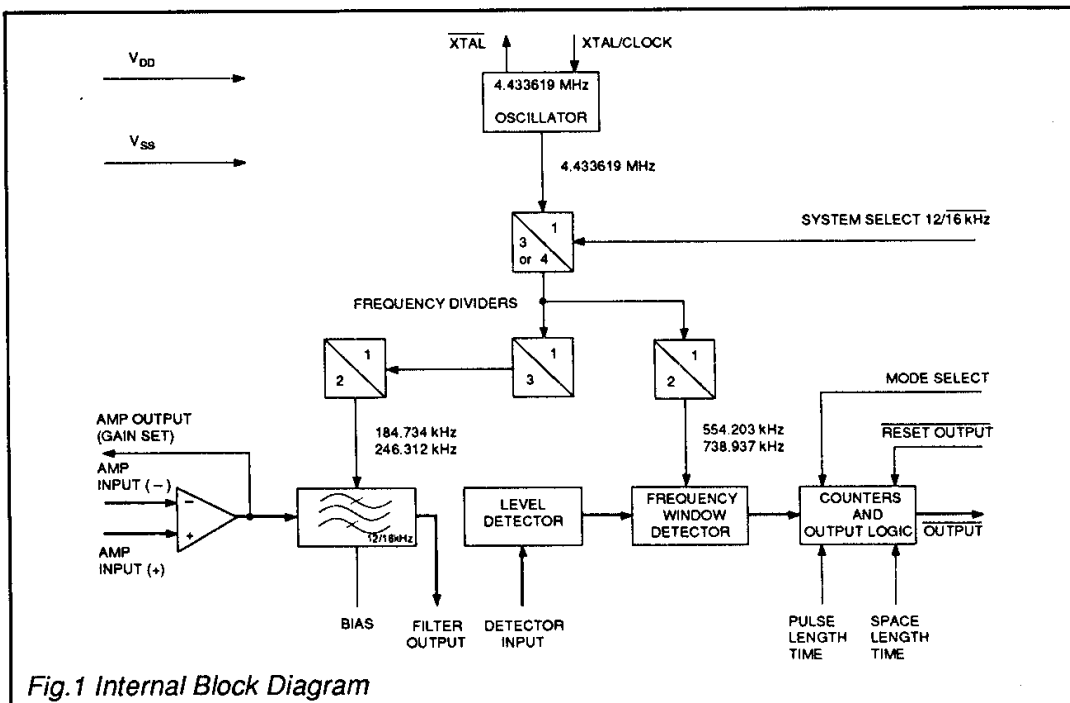 XTAL
XTAL/CLOCK
VDD
4.433619 MHz
OSCILLATOR
VSS
4.433619 MHz
SYSTEM SELECT 12/16 kHz
1
3
or 4
FREQUENCY DIVIDERS
1
2
1
3
1
2
MODE SELECT
AMP OUTPUT
(GAIN SET)
184.734 kHz
246.312 kHz
554.203 kHz
738.937 kHz
RESET OUTPUT
AMP
INPUT (–)
–
+
AMP
INPUT (+)
12/16kHz
LEVEL
DETECTOR
FREQUENCY
WINDOW
DETECTOR
COUNTERS
AND
OUTPUT LOGIC
OUTPUT
BIAS
FILTER
OUTPUT
DETECTOR
INPUT
PULSE
LENGTH
TIME
SPACE
LENGTH
TIME
Fig.1 Internal Block Diagram